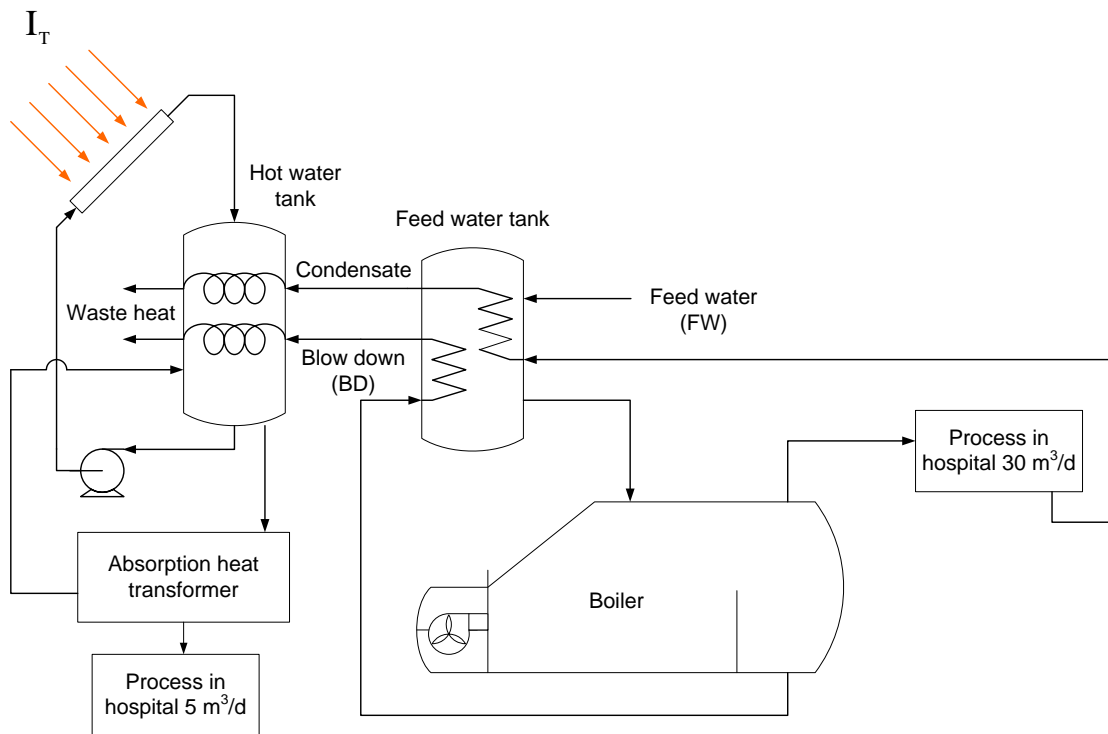 I_T
Hot water
tank
Feed water tank
Condensate
Feed water
(FW)
Waste heat
Blow down
(BD)
Process in
hospital 30 m³/d
Absorption heat
transformer
Boiler
Process in
hospital 5 m³/d